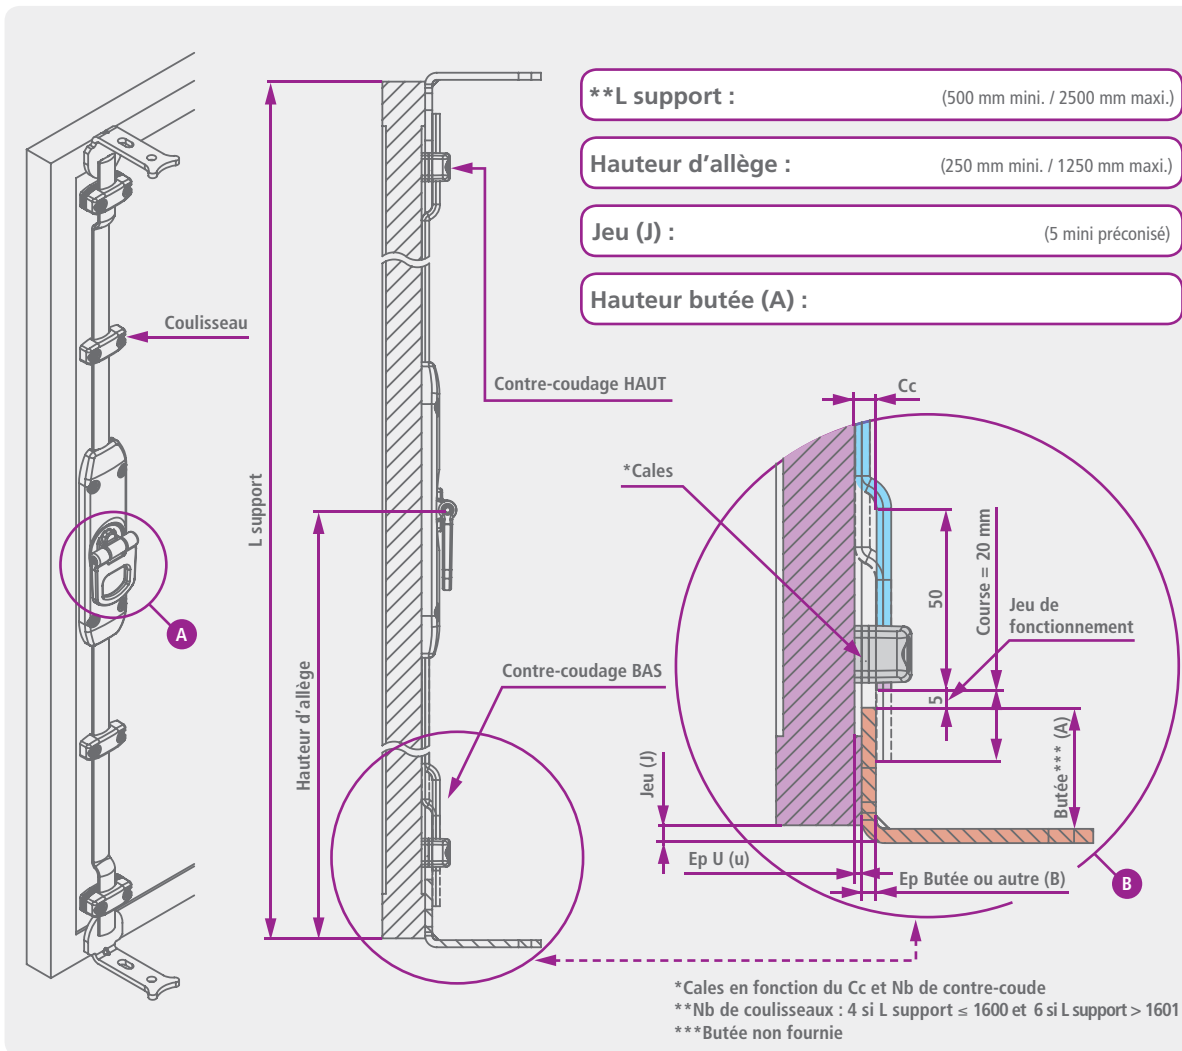 **L support :
(500 mm mini. / 2500 mm maxi.)
Hauteur d'allège :
(250 mm mini. / 1250 mm maxi.)
Jeu (J) :
(5 mini préconisé)
Hauteur butée (A) :
Coulisseau
Contre-coudage HAUT
Cc
*Cales
L support
50
Course = 20 mm
Jeu de
fonctionnement
A
Contre-coudage BAS
Hauteur d'allège
5
Butée*** (A)
Jeu (J)
Ep U (u)
Ep Butée ou autre (B)
B
*Cales en fonction du Cc et Nb de contre-coude
**Nb de coulisseaux : 4 si L support ≤ 1600 et 6 si L support > 1601
***Butée non fournie